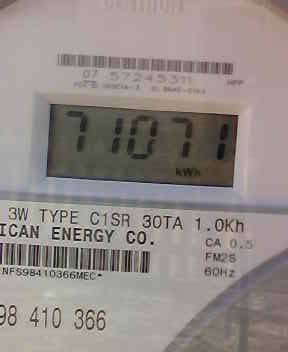 07 57245311
71071
kWh
3W TYPE C1SR 30TA 1.0Kh
ICAN ENERGY CO.
CA 0.5
FM2S
NFS98410366MEC*
60Hz
98 410 366